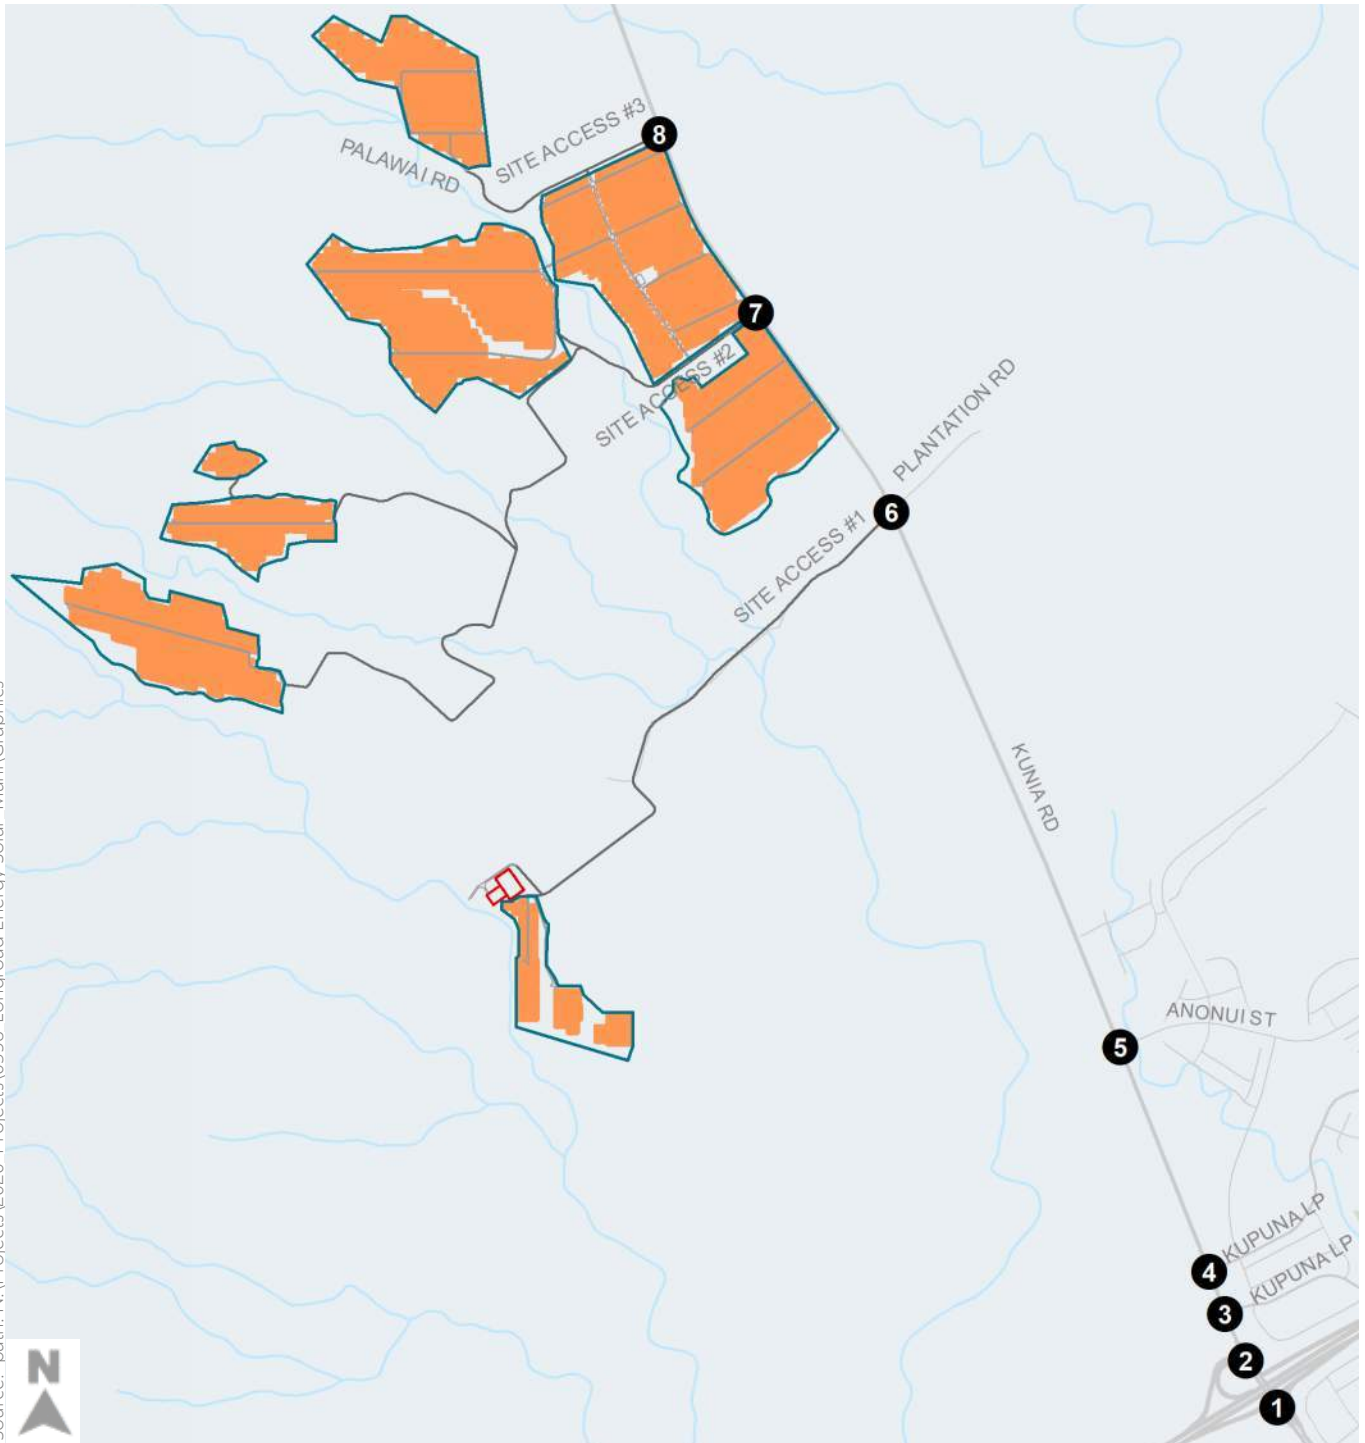 SITE ACCESS #3
8
PALAWAI RD
7
SITE ACCESS #2
PLANTATION RD
6
SITE ACCESS #1
KUNIA RD
ANONUI ST
5
KUPUNA LP
4
KUPUNA LP
3
2
1
N